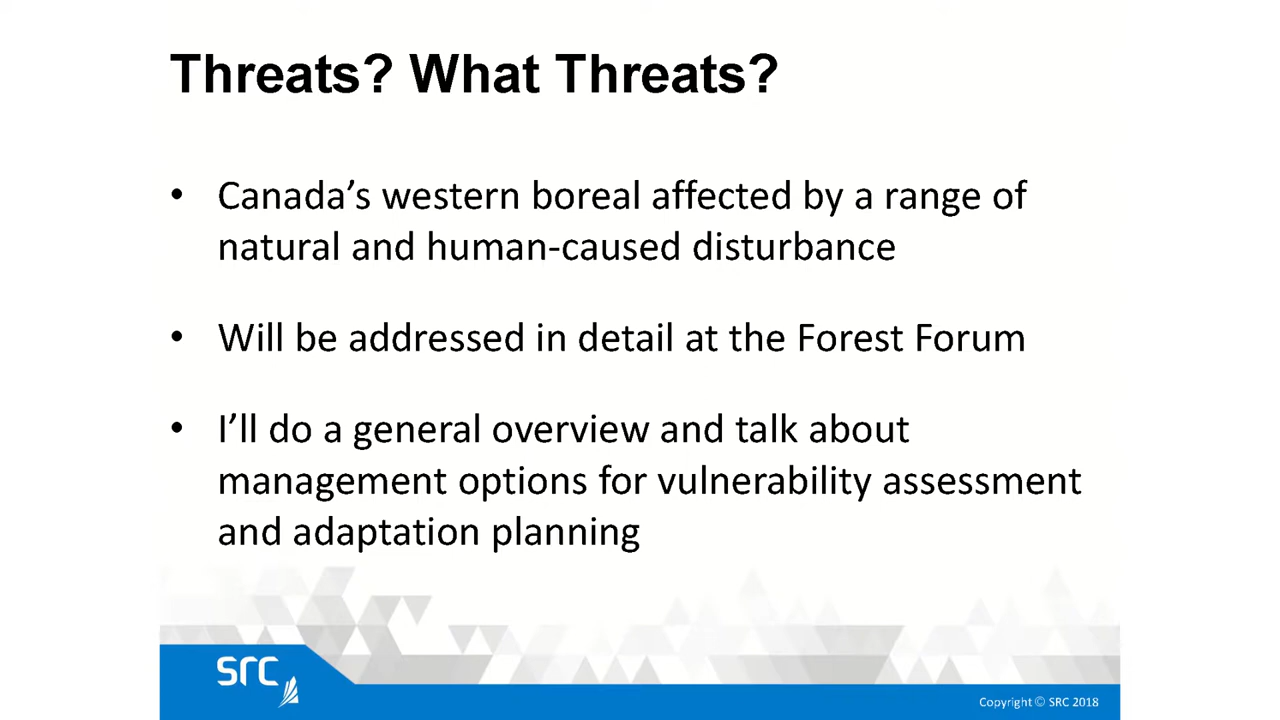 Threats? What Threats?
• Canada’s western boreal affected by a range of
natural and human-caused disturbance
• Will be addressed in detail at the Forest Forum
• I’ll do a general overview and talk about
management options for vulnerability assessment
and adaptation planning
src
Copyright © SRC 2018